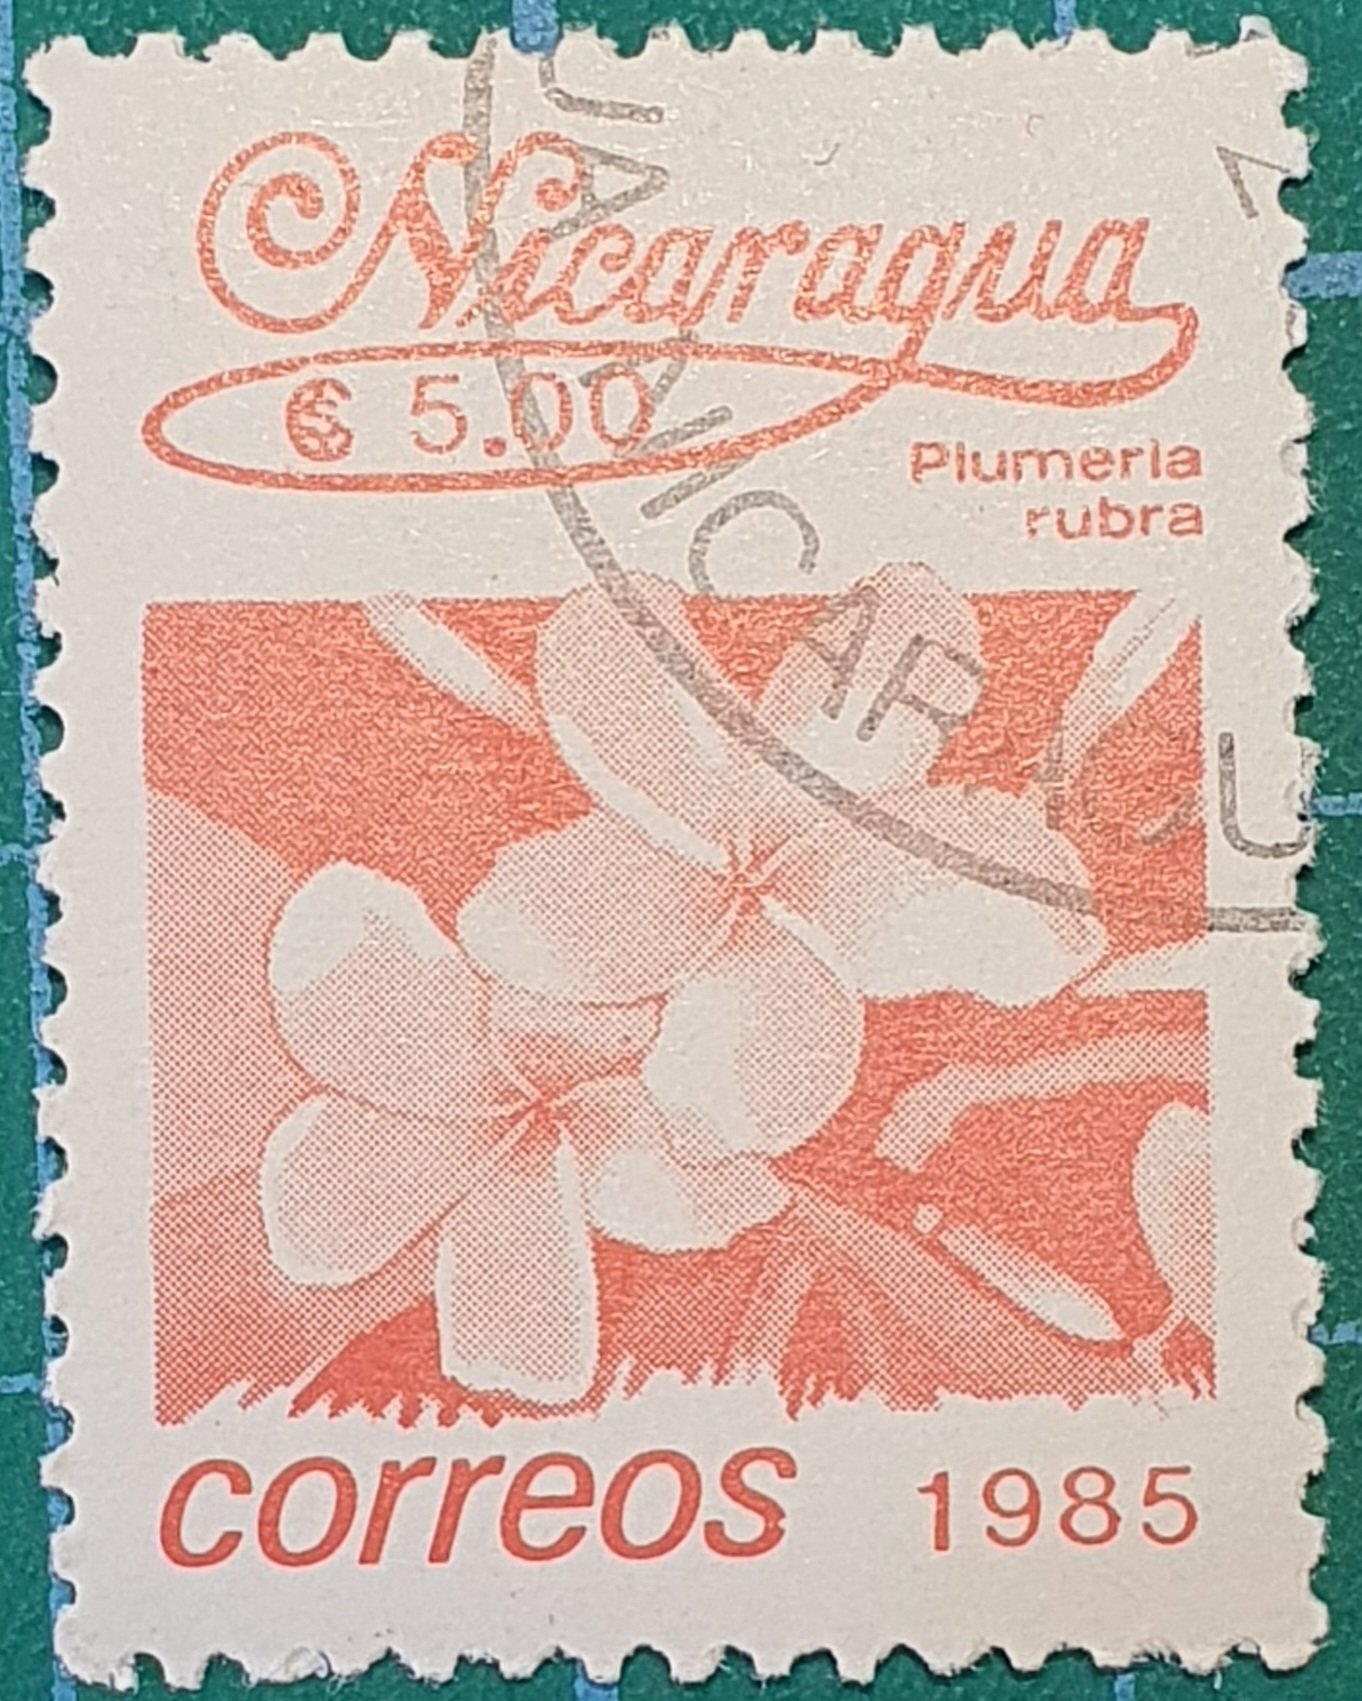 Nicaragua
₡ 5.00
Plumeria
rubra
correos 1985